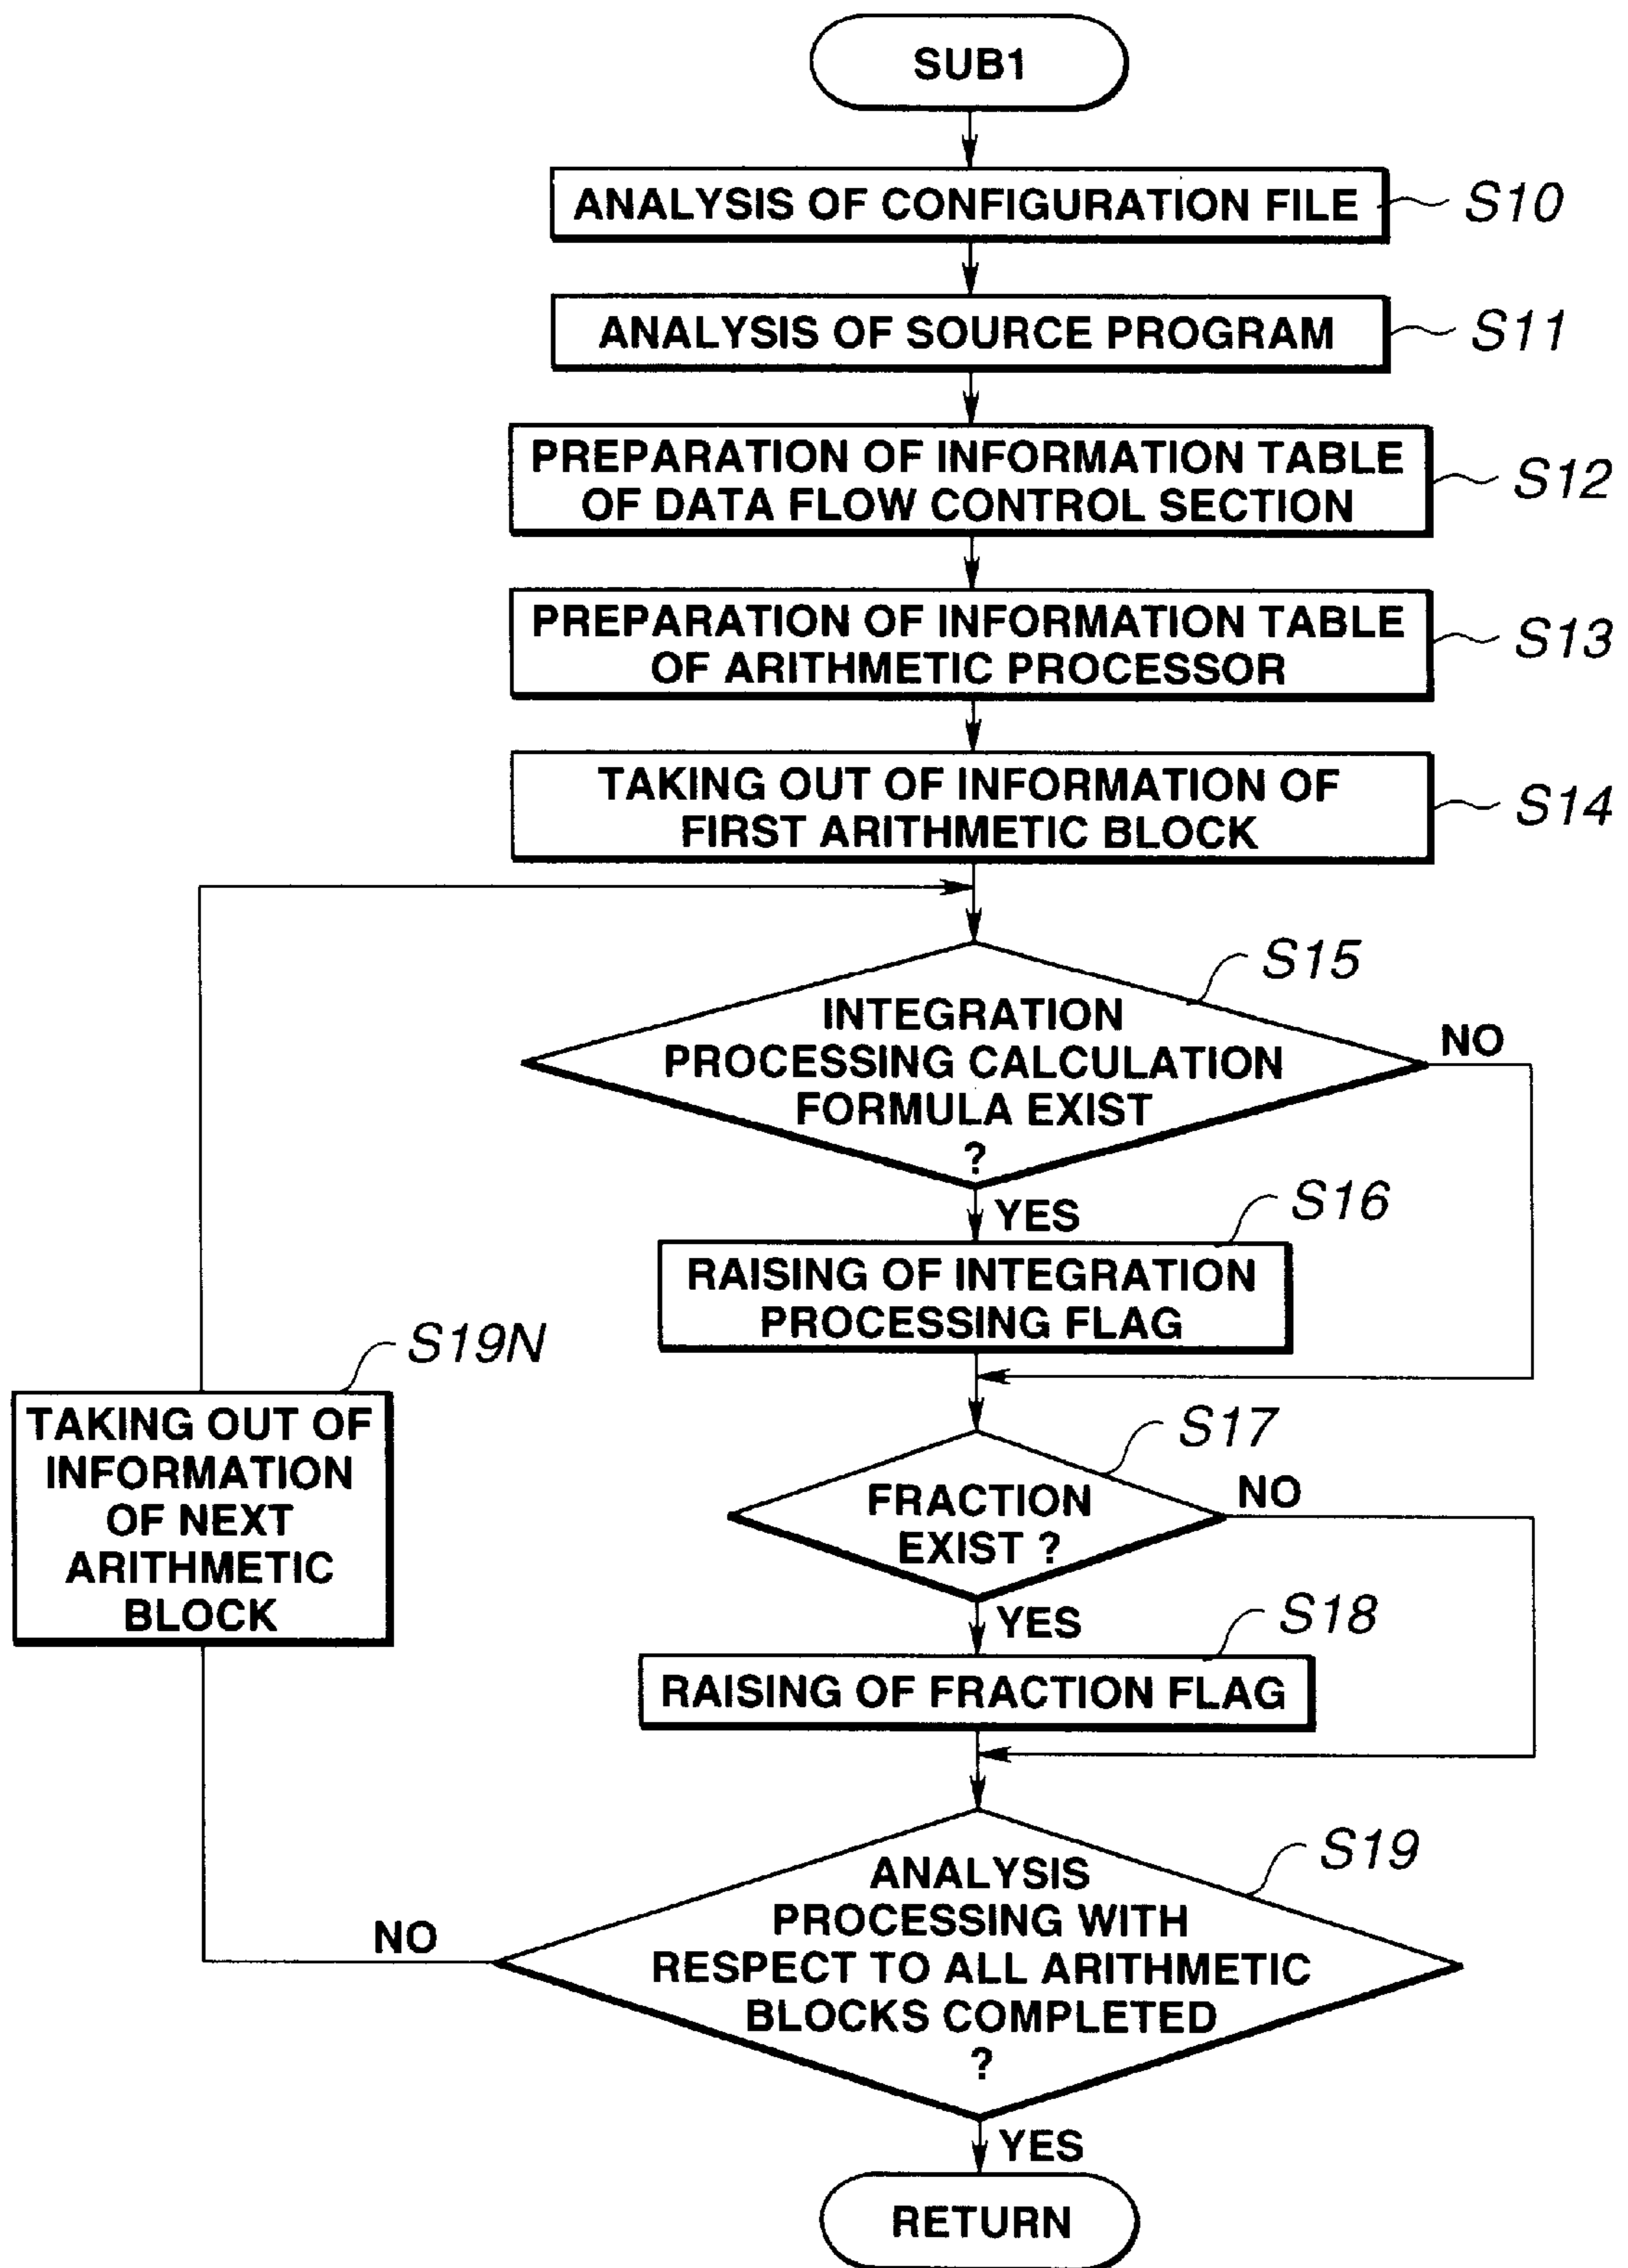 SUB1
ANALYSIS OF CONFIGURATION FILE
S10
ANALYSIS OF SOURCE PROGRAM
S11
PREPARATION OF INFORMATION TABLE
OF DATA FLOW CONTROL SECTION
S12
PREPARATION OF INFORMATION TABLE
OF ARITHMETIC PROCESSOR
S13
TAKING OUT OF INFORMATION OF
FIRST ARITHMETIC BLOCK
S14
S15
INTEGRATION
PROCESSING CALCULATION
FORMULA EXIST
?
NO
YES
S16
RAISING OF INTEGRATION
PROCESSING FLAG
S19N
TAKING OUT OF
INFORMATION
OF NEXT
ARITHMETIC
BLOCK
S17
FRACTION
EXIST ?
NO
YES
S18
RAISING OF FRACTION FLAG
S19
ANALYSIS
PROCESSING WITH
RESPECT TO ALL ARITHMETIC
BLOCKS COMPLETED
?
NO
YES
RETURN